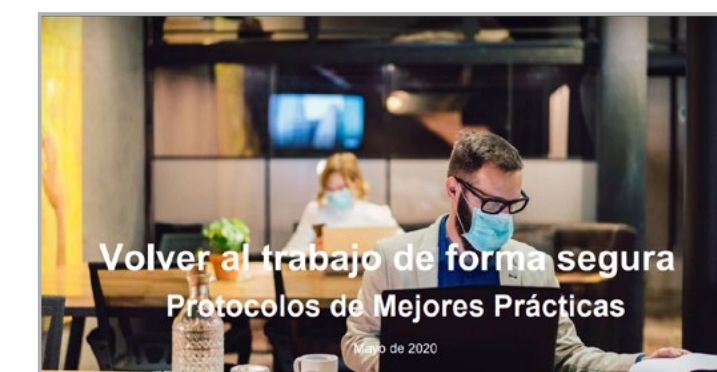 Volver al trabajo de forma segura
Protocolos de Mejores Prácticas
Mayo de 2020